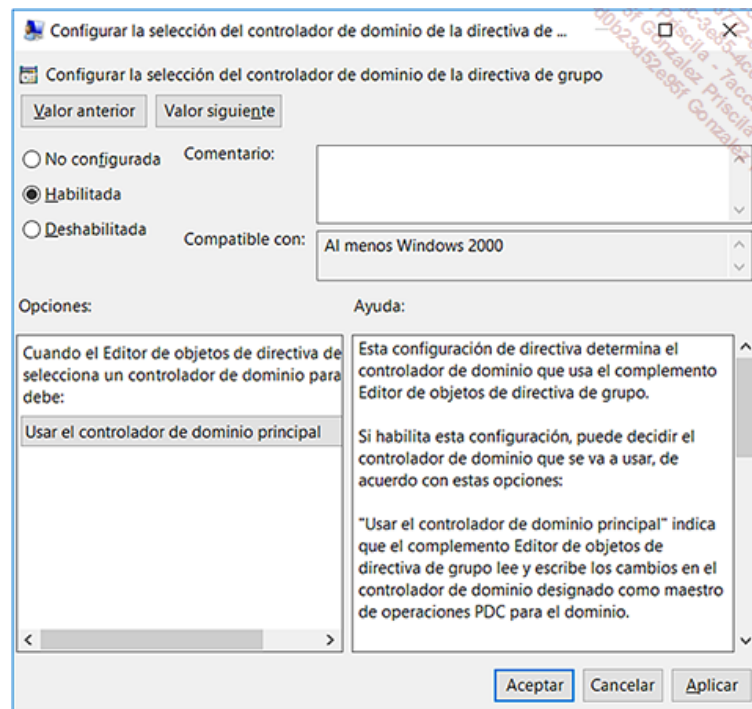 Configurar la selección del controlador de dominio de la directiva de ...
Configurar la selección del controlador de dominio de la directiva de grupo
Valor anterior Valor siguiente
No configurada Comentario:
Habilitada
Deshabilitada
Compatible con: Al menos Windows 2000
Opciones: Ayuda:
Cuando el Editor de objetos de directiva de
selecciona un controlador de dominio para
debe:
Usar el controlador de dominio principal
Esta configuración de directiva determina el
controlador de dominio que usa el complemento
Editor de objetos de directiva de grupo.
Si habilita esta configuración, puede decidir el
controlador de dominio que se va a usar, de
acuerdo con estas opciones:
"Usar el controlador de dominio principal" indica
que el complemento Editor de objetos de
directiva de grupo lee y escribe los cambios en el
controlador de dominio designado como maestro
de operaciones PDC para el dominio.
Aceptar Cancelar Aplicar